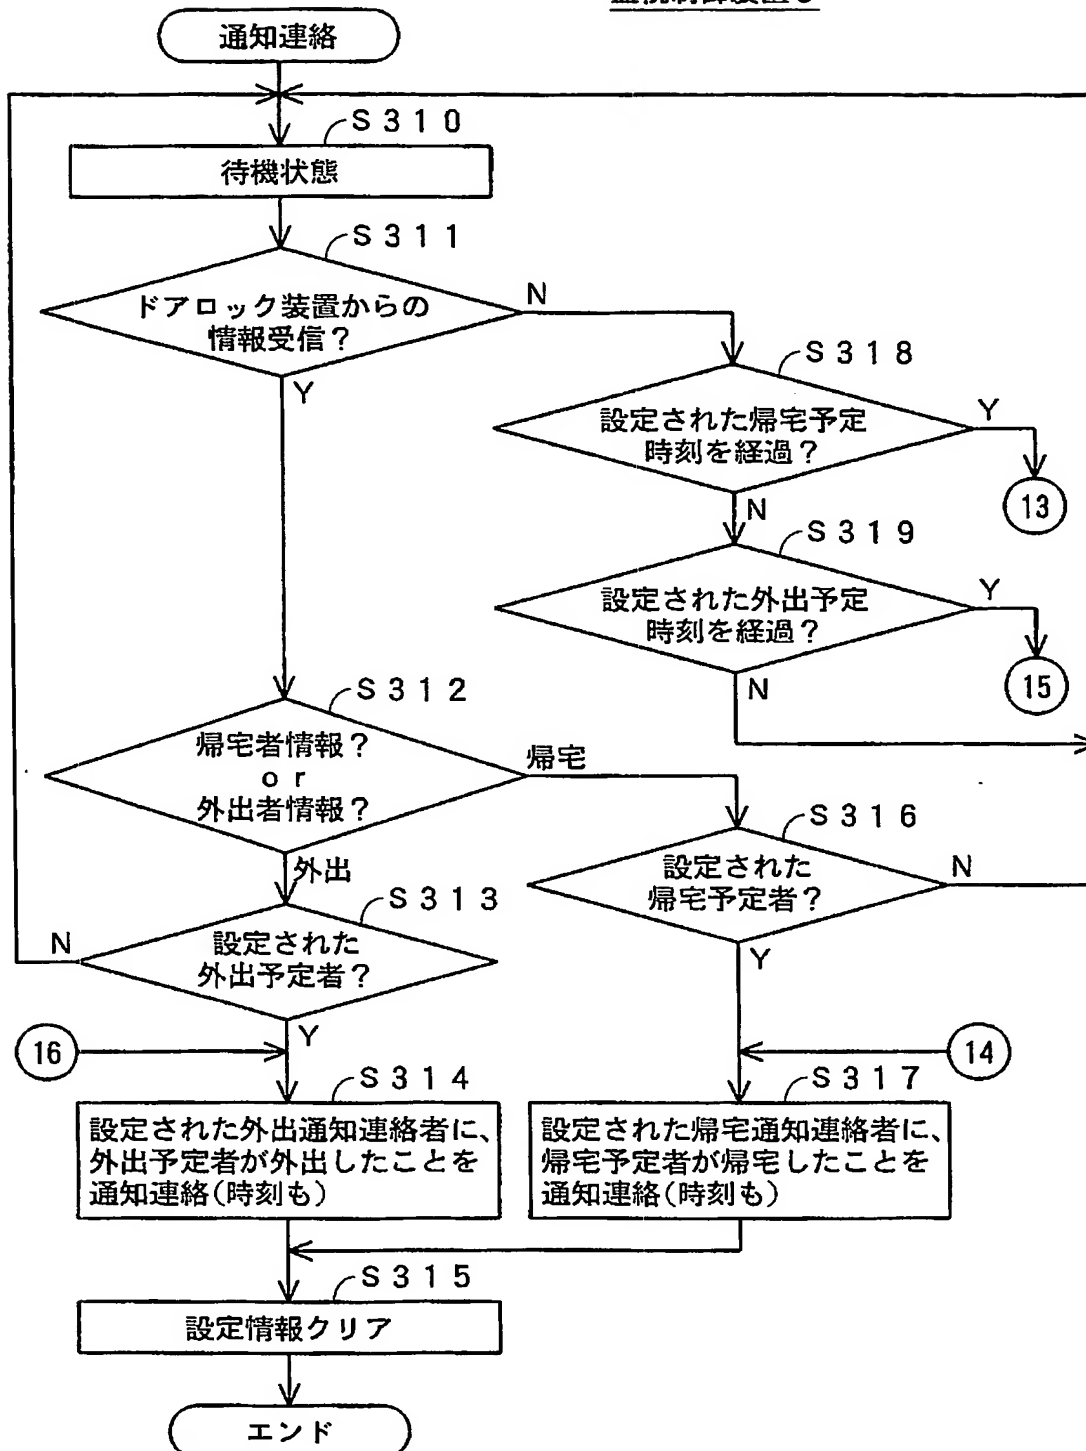 通知連絡
S310
待機状態
S311
ドアロック装置からの
情報受信?
N
Y
S318
設定された帰宅予定
時刻を経過?
Y
13
N
S319
設定された外出予定
時刻を経過?
Y
15
N
S312
帰宅者情報?
or
外出者情報?
帰宅
外出
S316
設定された
帰宅予定者?
N
Y
S313
設定された
外出予定者?
N
Y
16
14
S314
設定された外出通知連絡者に、
外出予定者が外出したことを
通知連絡(時刻も)
S317
設定された帰宅通知連絡者に、
帰宅予定者が帰宅したことを
通知連絡(時刻も)
S315
設定情報クリア
エンド